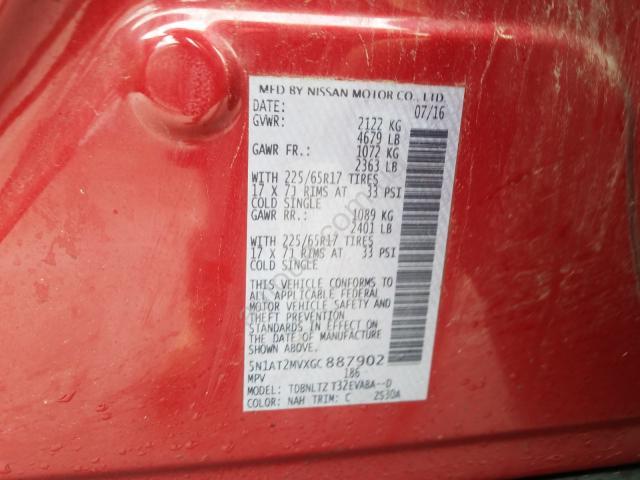 MFD BY NISSAN MOTOR CO., LTD.
DATE: 07/16
GVWR: 2122 KG
4679 LB
GAWR FR.: 1072 KG
2363 LB
WITH 225/65R17 TIRES
17 X 7J RIMS AT 33 PSI
COLD SINGLE
GAWR RR.: 1089 KG
2401 LB
WITH 225/65R17 TIRES
17 X 7J RIMS AT 33 PSI
COLD SINGLE
THIS VEHICLE CONFORMS TO
ALL APPLICABLE FEDERAL
MOTOR VEHICLE SAFETY AND
THEFT PREVENTION
STANDARDS IN EFFECT ON
THE DATE OF MANUFACTURE
SHOWN ABOVE.
5N1AT2MVXGC887902
MPV 186
MODEL: TDBNLTZ T32EVABA--D
COLOR: NAH TRIM: C 2530A